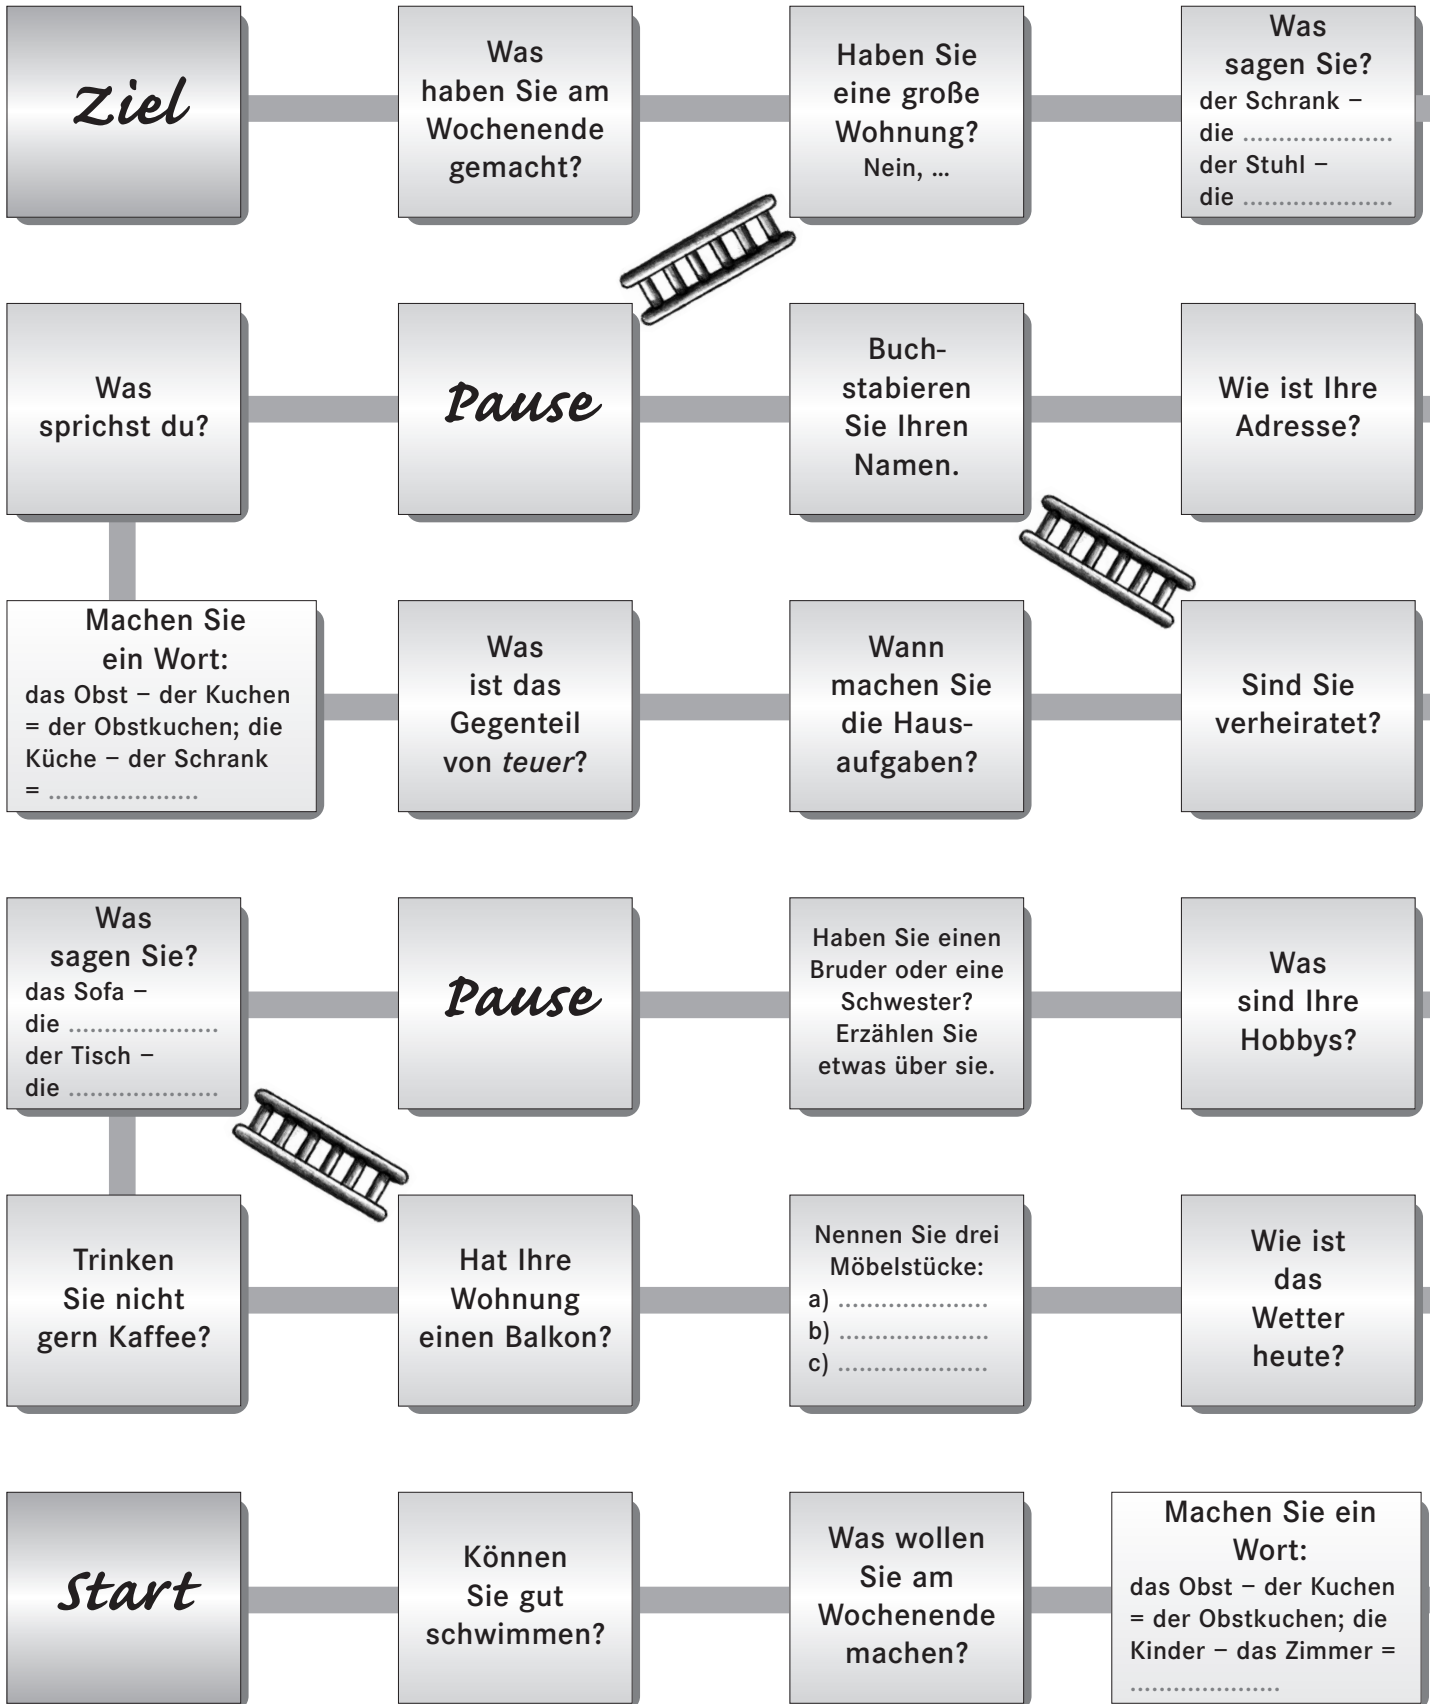 Ziel
Was
haben Sie am
Wochenende
gemacht?
Haben Sie
eine große
Wohnung?
Nein, ...
Was
sagen Sie?
der Schrank –
die .....................
der Stuhl –
die .....................
Was
sprichst du?
Pause
Buch-
stabieren
Sie Ihren
Namen.
Wie ist Ihre
Adresse?
Machen Sie
ein Wort:
das Obst – der Kuchen
= der Obstkuchen; die
Küche – der Schrank
= .....................
Was
ist das
Gegenteil
von teuer?
Wann
machen Sie
die Haus-
aufgaben?
Sind Sie
verheiratet?
Was
sagen Sie?
das Sofa –
die .....................
der Tisch –
die .....................
Pause
Haben Sie einen
Bruder oder eine
Schwester?
Erzählen Sie
etwas über sie.
Was
sind Ihre
Hobbys?
Trinken
Sie nicht
gern Kaffee?
Hat Ihre
Wohnung
einen Balkon?
Nennen Sie drei
Möbelstücke:
a) .....................
b) .....................
c) .....................
Wie ist
das
Wetter
heute?
Start
Können
Sie gut
schwimmen?
Was wollen
Sie am
Wochenende
machen?
Machen Sie ein
Wort:
das Obst – der Kuchen
= der Obstkuchen; die
Kinder – das Zimmer =
.....................